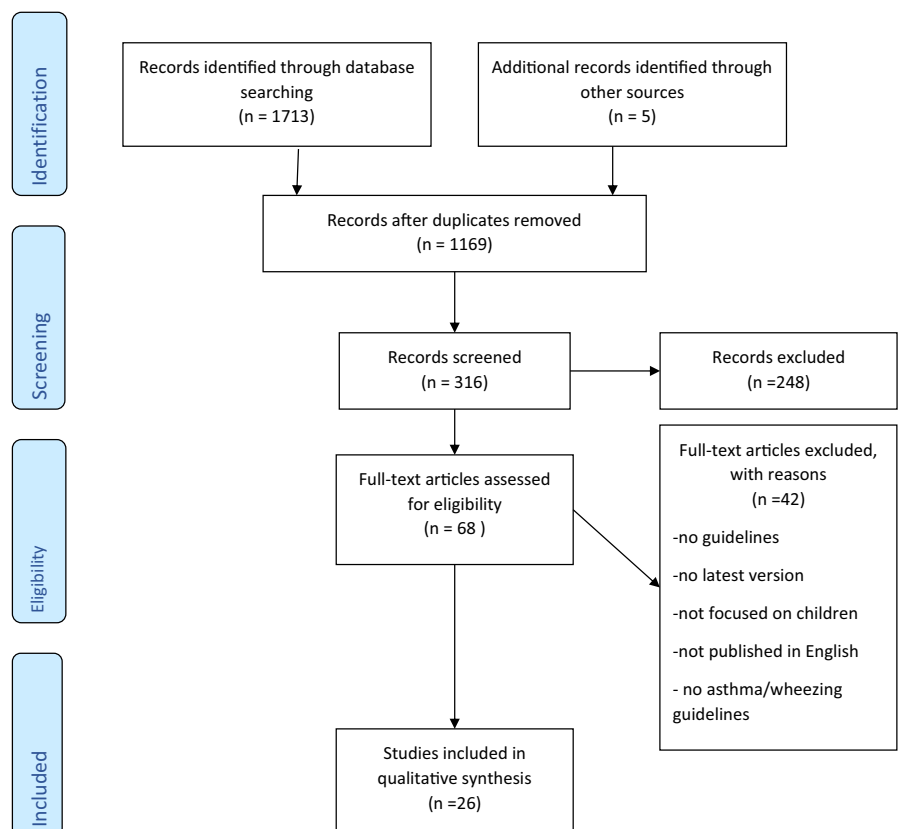 Identification
Records identified through database
searching
(n = 1713)
Additional records identified through
other sources
(n = 5)
Records after duplicates removed
(n = 1169)
Screening
Records screened
(n = 316)
Records excluded
(n =248)
Eligibility
Full-text articles assessed
for eligibility
(n = 68 )
Full-text articles excluded,
with reasons
(n =42)
-no guidelines
-no latest version
-not focused on children
-not published in English
- no asthma/wheezing
guidelines
Included
Studies included in
qualitative synthesis
(n =26)